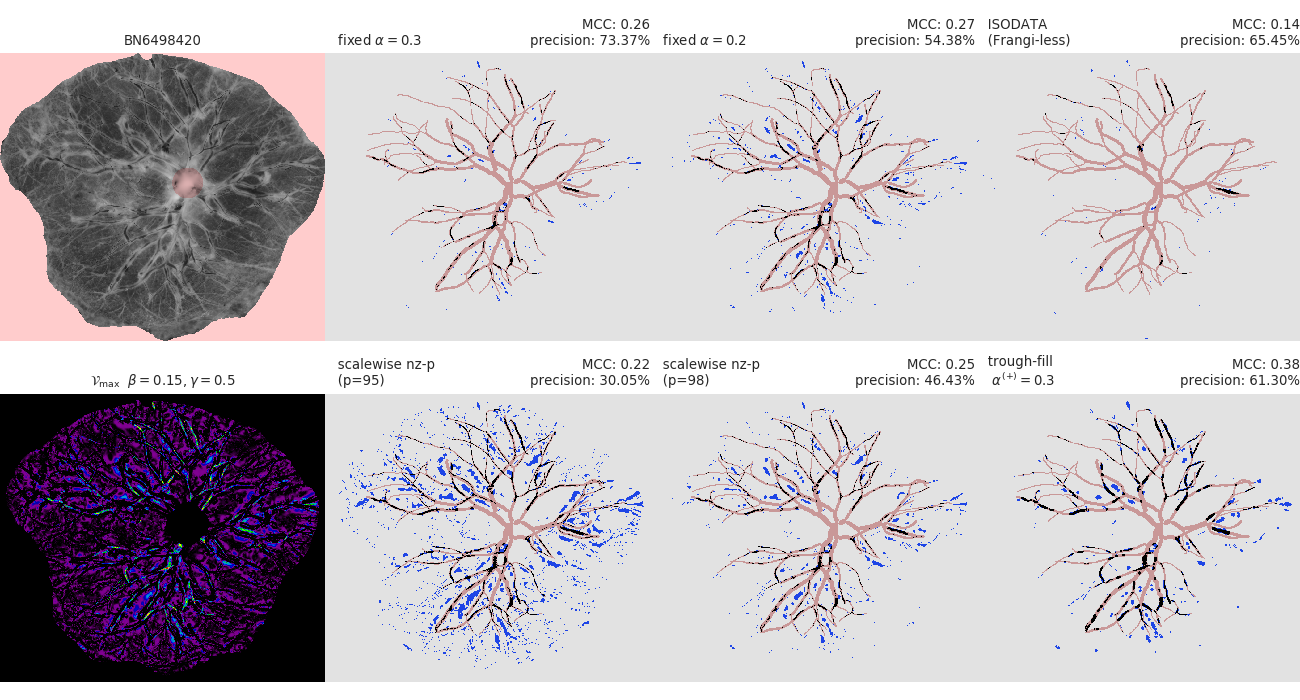 BN6498420
fixed α = 0.3
MCC: 0.26
precision: 73.37%
fixed α = 0.2
MCC: 0.27
precision: 54.38%
ISODATA
(Frangi-less)
MCC: 0.14
precision: 65.45%
𝒱max β = 0.15, γ = 0.5
scalewise nz-p
(p=95)
MCC: 0.22
precision: 30.05%
scalewise nz-p
(p=98)
MCC: 0.25
precision: 46.43%
trough-fill
α⁽⁺⁾ = 0.3
MCC: 0.38
precision: 61.30%